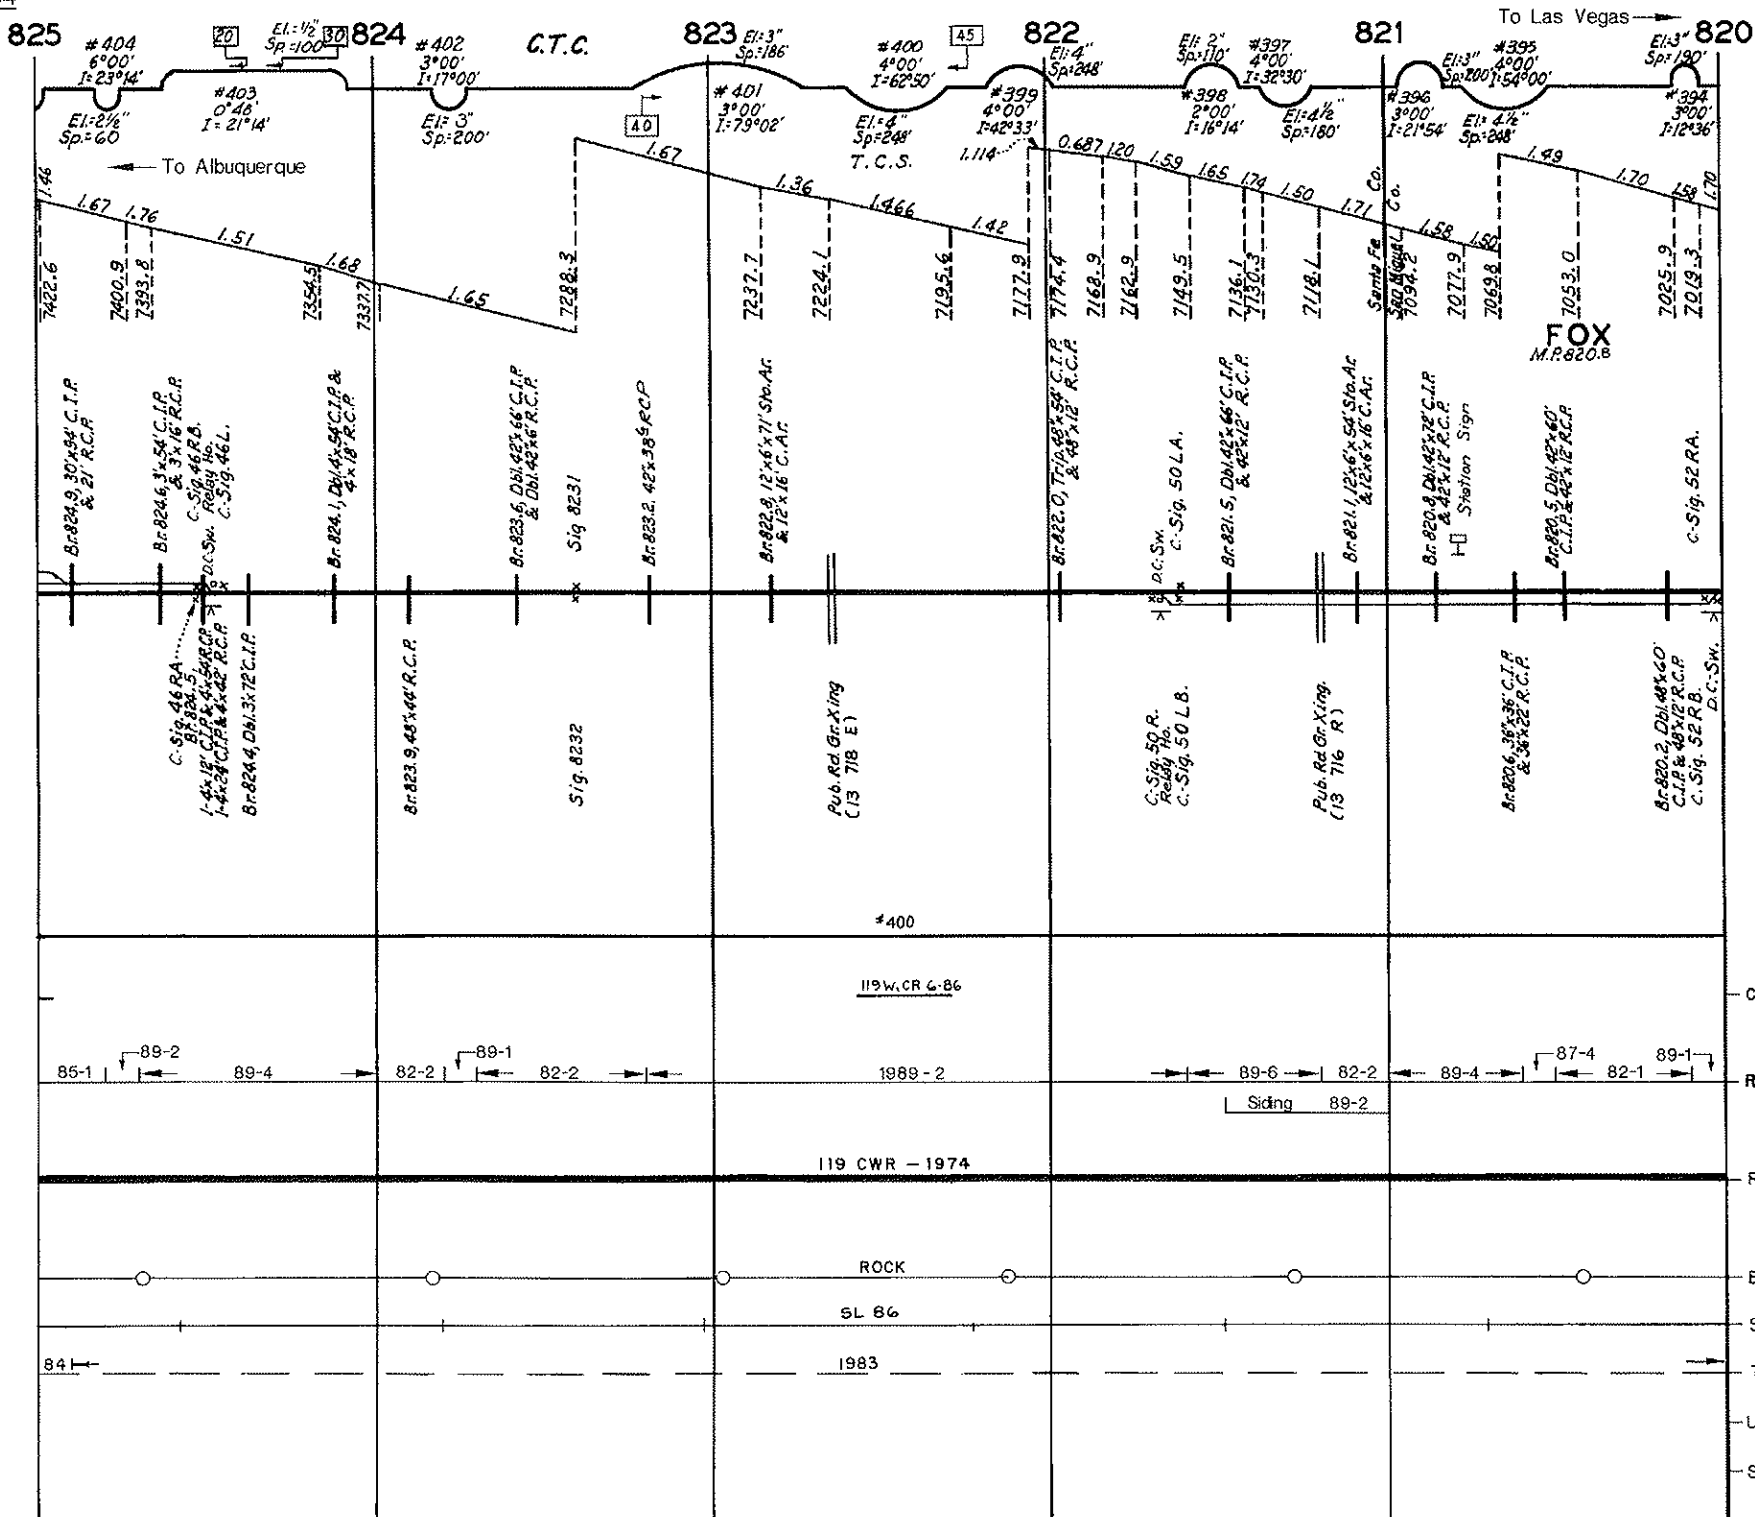 To Las Vegas
825
824
823
822
821
820
C.T.C.
#404
6°00'
I=23°14'
El.=2½"
Sp.=60
20
El.=½"
Sp.=100'
30
#403
0°48'
I=21°14'
#402
3°00'
I=17°00'
El.=3"
Sp.=200'
El.=3"
Sp.=186'
#401
3°00'
I=79°02'
40
#400
4°00'
I=62°50'
45
El.=4"
Sp.=248'
T.C.S.
El.=4"
Sp.=248'
#399
4°00'
I=42°33'
El.=2"
Sp.=110'
#398
2°00'
I=16°14'
#397
4°00'
I=32°30'
El.=4½"
Sp.=180'
#396
3°00'
I=21°54'
El.=3"
Sp.=200'
#395
4°00'
I=54°00'
El.=4½"
Sp.=248'
El.=3"
Sp.=190'
#394
3°00'
I=12°36'
To Albuquerque
1.46
1.67
1.76
1.51
1.68
1.65
1.67
1.36
1.466
1.42
1.114
0.687
1.20
1.59
1.65
1.74
1.50
1.71
1.58
1.50
1.49
1.70
1.58
1.70
7422.6
7400.9
7393.8
7354.5
7337.7
7288.3
7237.7
7224.1
7195.6
7177.9
7174.4
7168.9
7162.9
7149.5
7136.1
7130.3
7118.1
Santa Fe Co.
San Miguel Co.
7094.2
7077.9
7069.8
7053.0
7025.9
7019.3
FOX
M.P.820.8
Br.824.9, 30"x94' C.I.P.
& 21' R.C.P.
Br.824.6, 3'x54' C.I.P.
& 3'x16' R.C.P.
C-Sig. 46 RB.
Relay Ho.
D.C. Sw.
C-Sig. 46 L.
Br.824.1, Dbl.4'x54' C.I.P. &
4'x18' R.C.P.
Br.823.6, Dbl.42"x66' C.I.P.
& Dbl.42"x6' R.C.P.
Sig 8231
Br.823.2, 42"x38' RCP
Br.822.8, 12'x6'x71' Sto.Ar.
& 12'x16' C.Ar.
Br.822.0, Trip.48"x54' C.I.P.
& 48"x12' R.C.P.
D.C. Sw.
C-Sig. 50 LA.
Br.821.5, Dbl.42"x66' C.I.P.
& 42"x12' R.C.P.
Br.821.1, 12'x6'x54' Sto.Ar.
& 12'x6'x16' C.Ar.
Br.820.8, Dbl.42"x72' C.I.P.
& 42"x12' R.C.P.
Station Sign
Br.820.5, Dbl.42"x60'
C.I.P. & 42"x12' R.C.P.
C-Sig. 52 RA.
C-Sig. 46 RA
Br.824.5,
1-4'x12' C.I.P. & 4'x54' R.C.P.
1-4'x24' C.I.P. & 4'x42' R.C.P.
Br.824.4, Dbl.3'x72' C.I.P.
Br.823.9, 48"x44' R.C.P.
Sig. 8232
Pub. Rd. Gr. Xing
(13 718 E)
C-Sig. 50 R.
Relay Ho.
C-Sig. 50 LB.
Pub. Rd. Gr. Xing.
(13 716 R)
Br.820.6, 36"x36' C.I.P.
& 36"x22' R.C.P.
Br.820.2, Dbl.48"x60'
C.I.P. & 48"x12' R.C.P.
C. Sig. 52 RB.
D.C. Sw.
#400
119W.CR 6-86
85-1
89-2
89-4
82-2
89-1
82-2
1989-2
89-6
82-2
89-4
87-4
82-1
89-1
Siding 89-2
119 CWR – 1974
ROCK
SL 86
84
1983